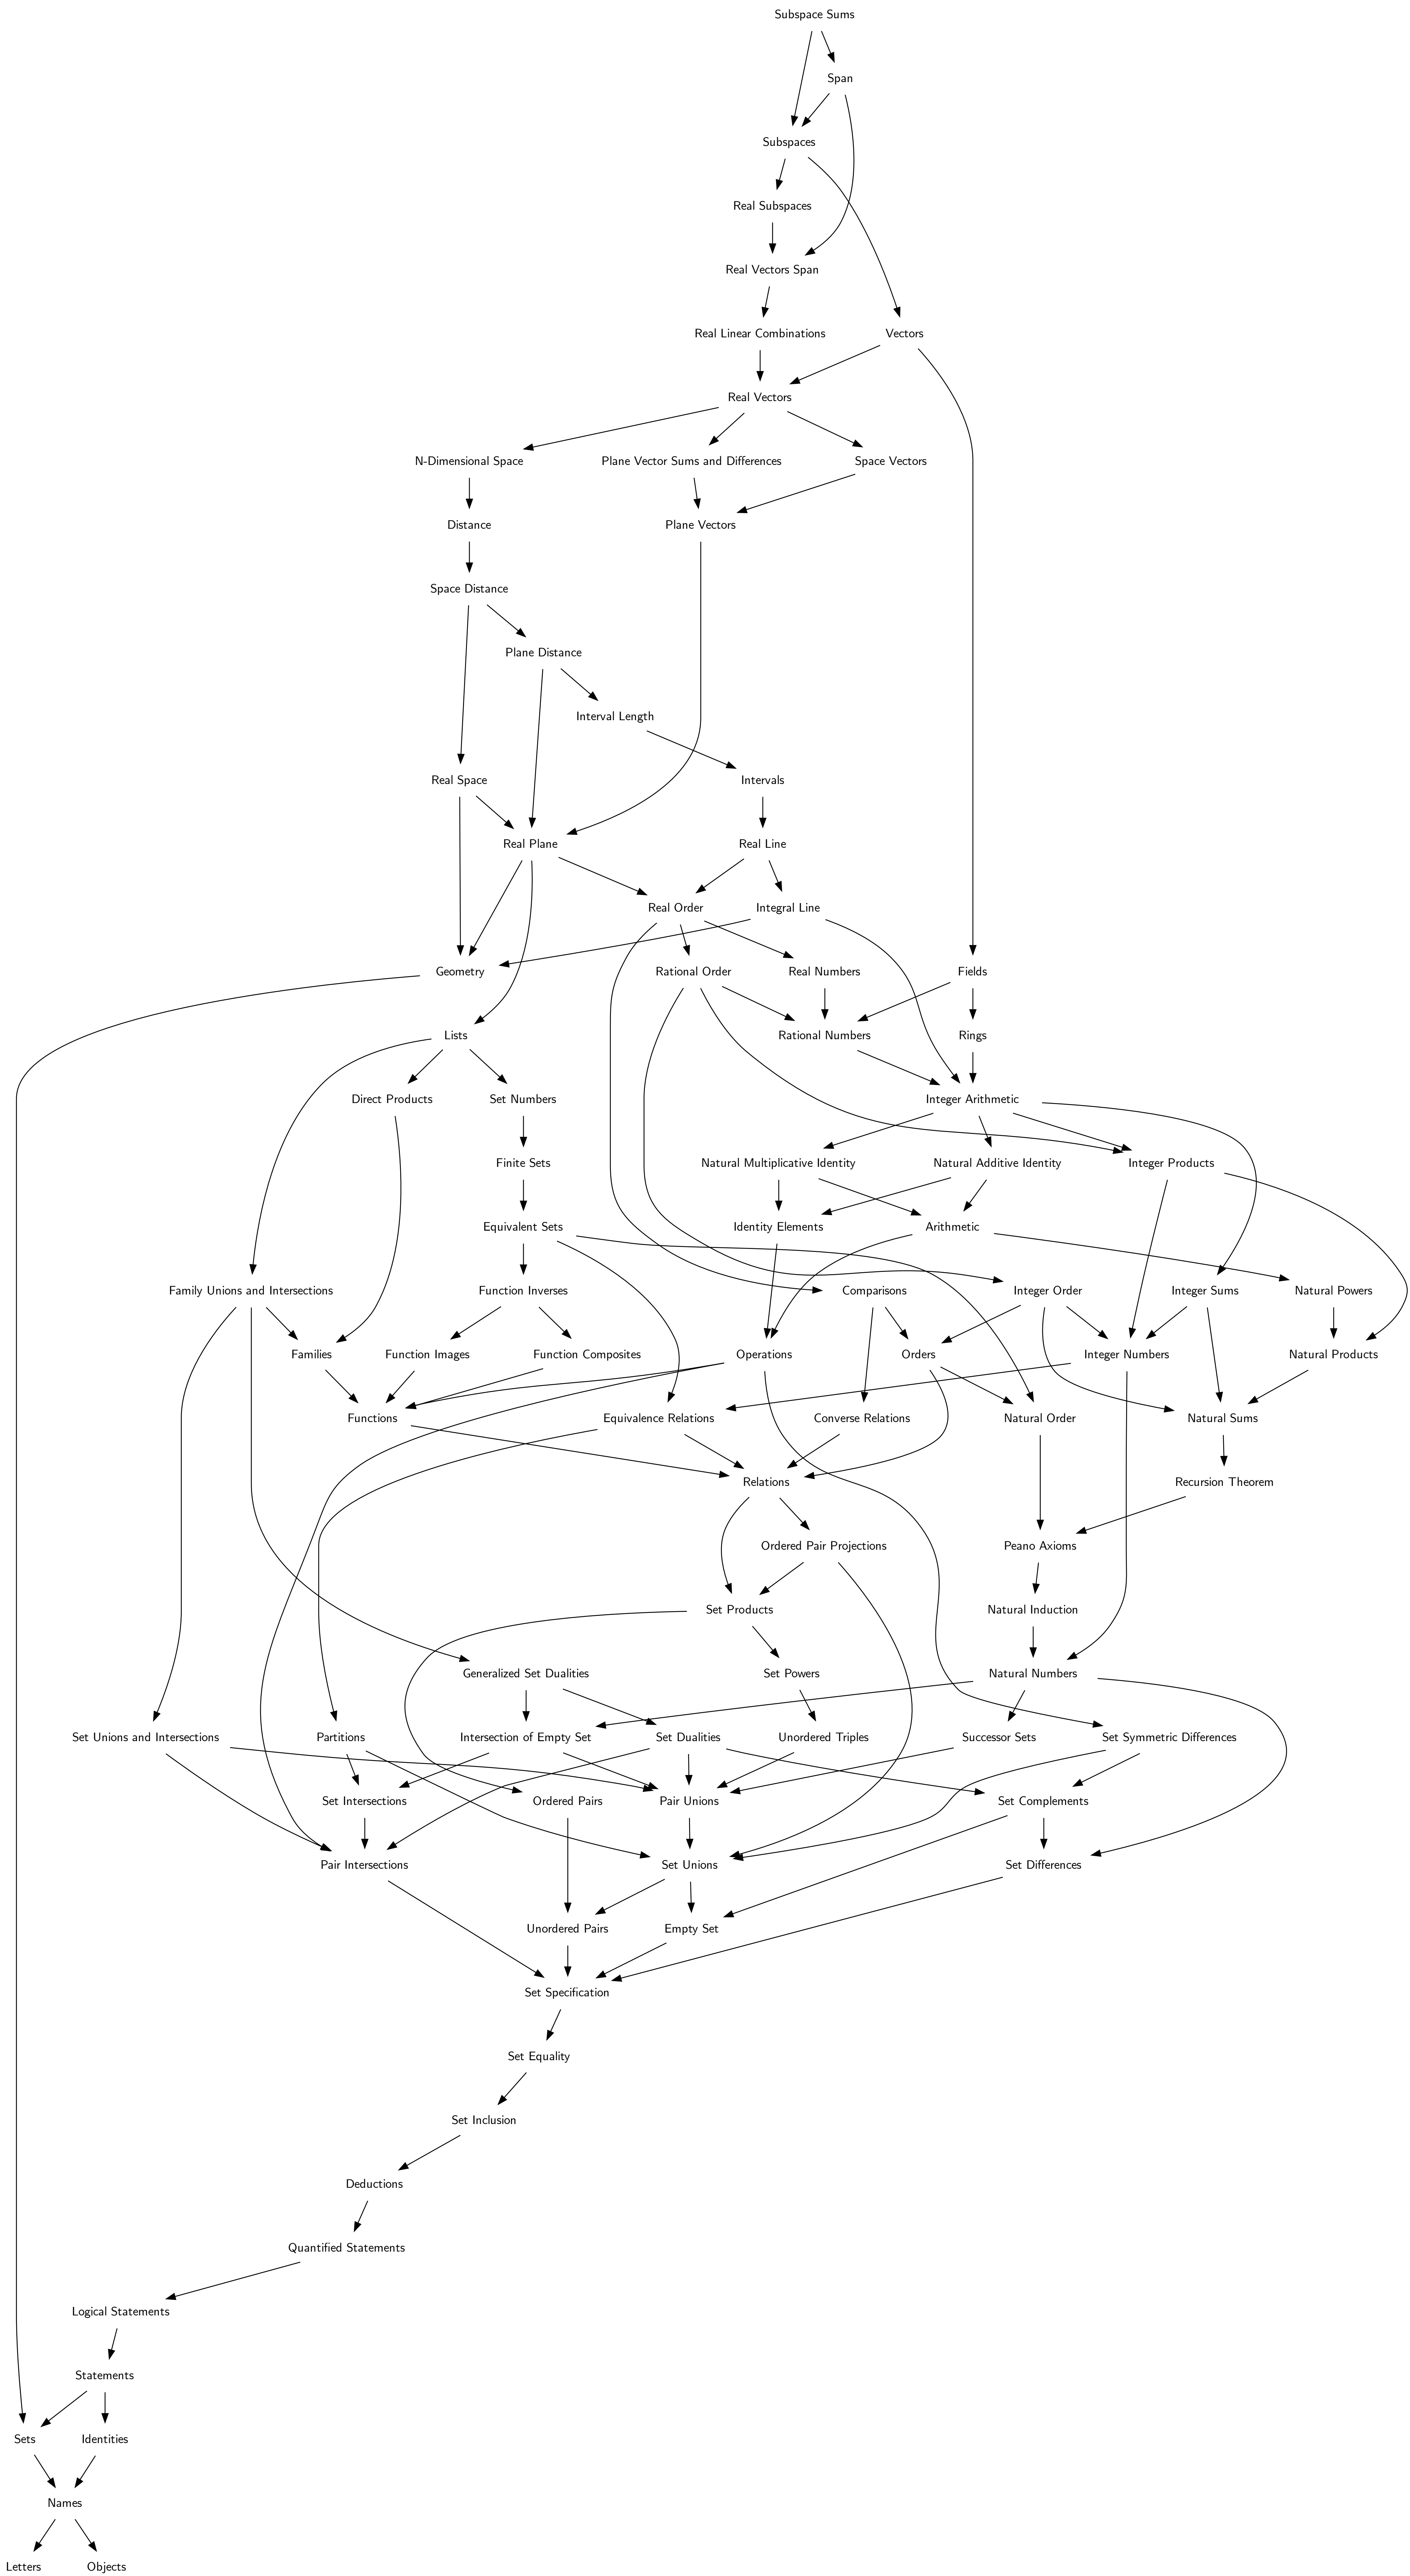 Subspace Sums
Span
Subspaces
Real Subspaces
Real Vectors Span
Real Linear Combinations
Vectors
Real Vectors
N-Dimensional Space
Plane Vector Sums and Differences
Space Vectors
Distance
Plane Vectors
Space Distance
Plane Distance
Interval Length
Real Space
Intervals
Real Plane
Real Line
Real Order
Integral Line
Geometry
Rational Order
Real Numbers
Fields
Lists
Rational Numbers
Rings
Direct Products
Set Numbers
Integer Arithmetic
Finite Sets
Natural Multiplicative Identity
Natural Additive Identity
Integer Products
Equivalent Sets
Identity Elements
Arithmetic
Family Unions and Intersections
Function Inverses
Comparisons
Integer Order
Integer Sums
Natural Powers
Families
Function Images
Function Composites
Operations
Orders
Integer Numbers
Natural Products
Functions
Equivalence Relations
Converse Relations
Natural Order
Natural Sums
Relations
Recursion Theorem
Ordered Pair Projections
Peano Axioms
Set Products
Natural Induction
Generalized Set Dualities
Set Powers
Natural Numbers
Set Unions and Intersections
Partitions
Intersection of Empty Set
Set Dualities
Unordered Triples
Successor Sets
Set Symmetric Differences
Set Intersections
Ordered Pairs
Pair Unions
Set Complements
Pair Intersections
Set Unions
Set Differences
Unordered Pairs
Empty Set
Set Specification
Set Equality
Set Inclusion
Deductions
Quantified Statements
Logical Statements
Statements
Sets
Identities
Names
Letters
Objects